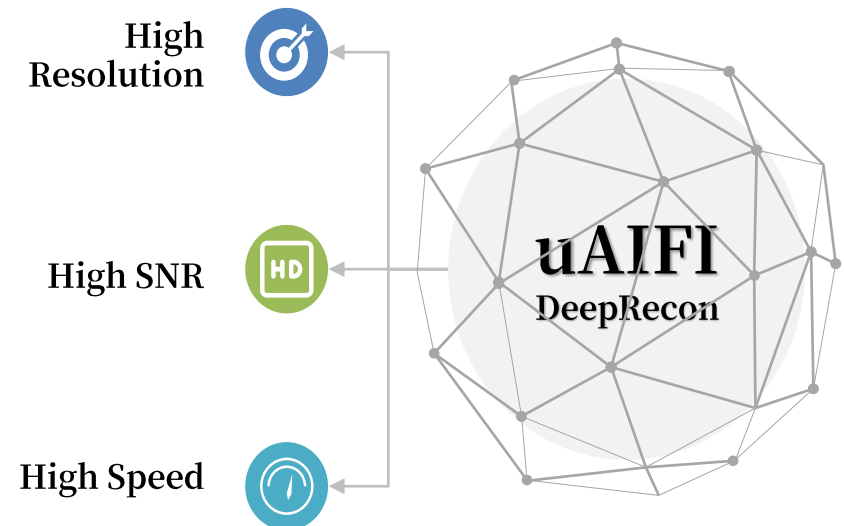 High
Resolution
HD
High SNR
uAIFI
DeepRecon
High Speed